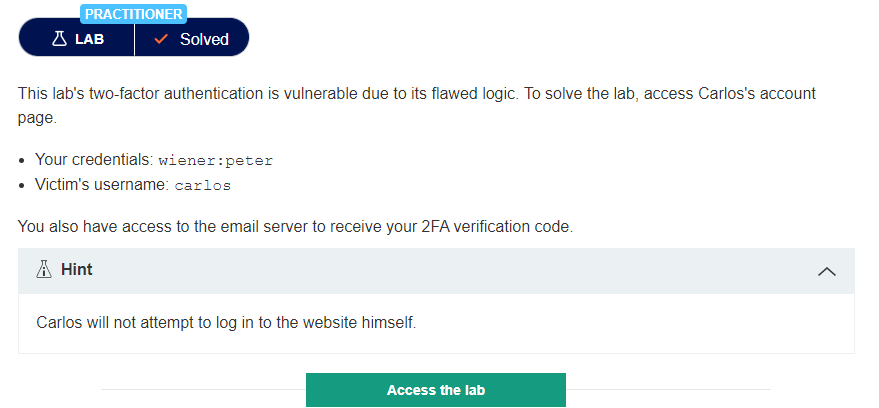 PRACTITIONER
LAB Solved
This lab's two-factor authentication is vulnerable due to its flawed logic. To solve the lab, access Carlos's account
page.
• Your credentials: wiener:peter
• Victim's username: carlos
You also have access to the email server to receive your 2FA verification code.
Hint
Carlos will not attempt to log in to the website himself.
Access the lab